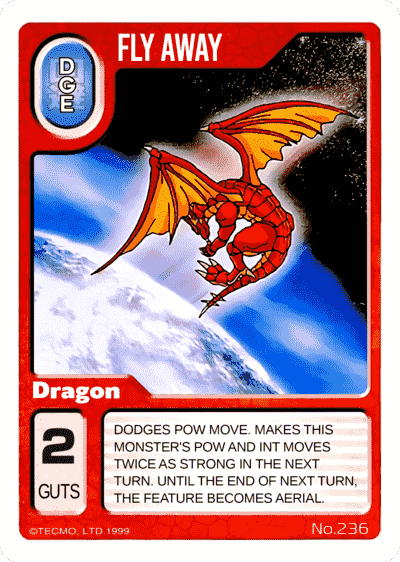 FLY AWAY
DGE
Dragon
2
GUTS
DODGES POW MOVE. MAKES THIS
MONSTER'S POW AND INT MOVES
TWICE AS STRONG IN THE NEXT
TURN. UNTIL THE END OF NEXT TURN,
THE FEATURE BECOMES AERIAL.
©TECMO, LTD.1999
No.236